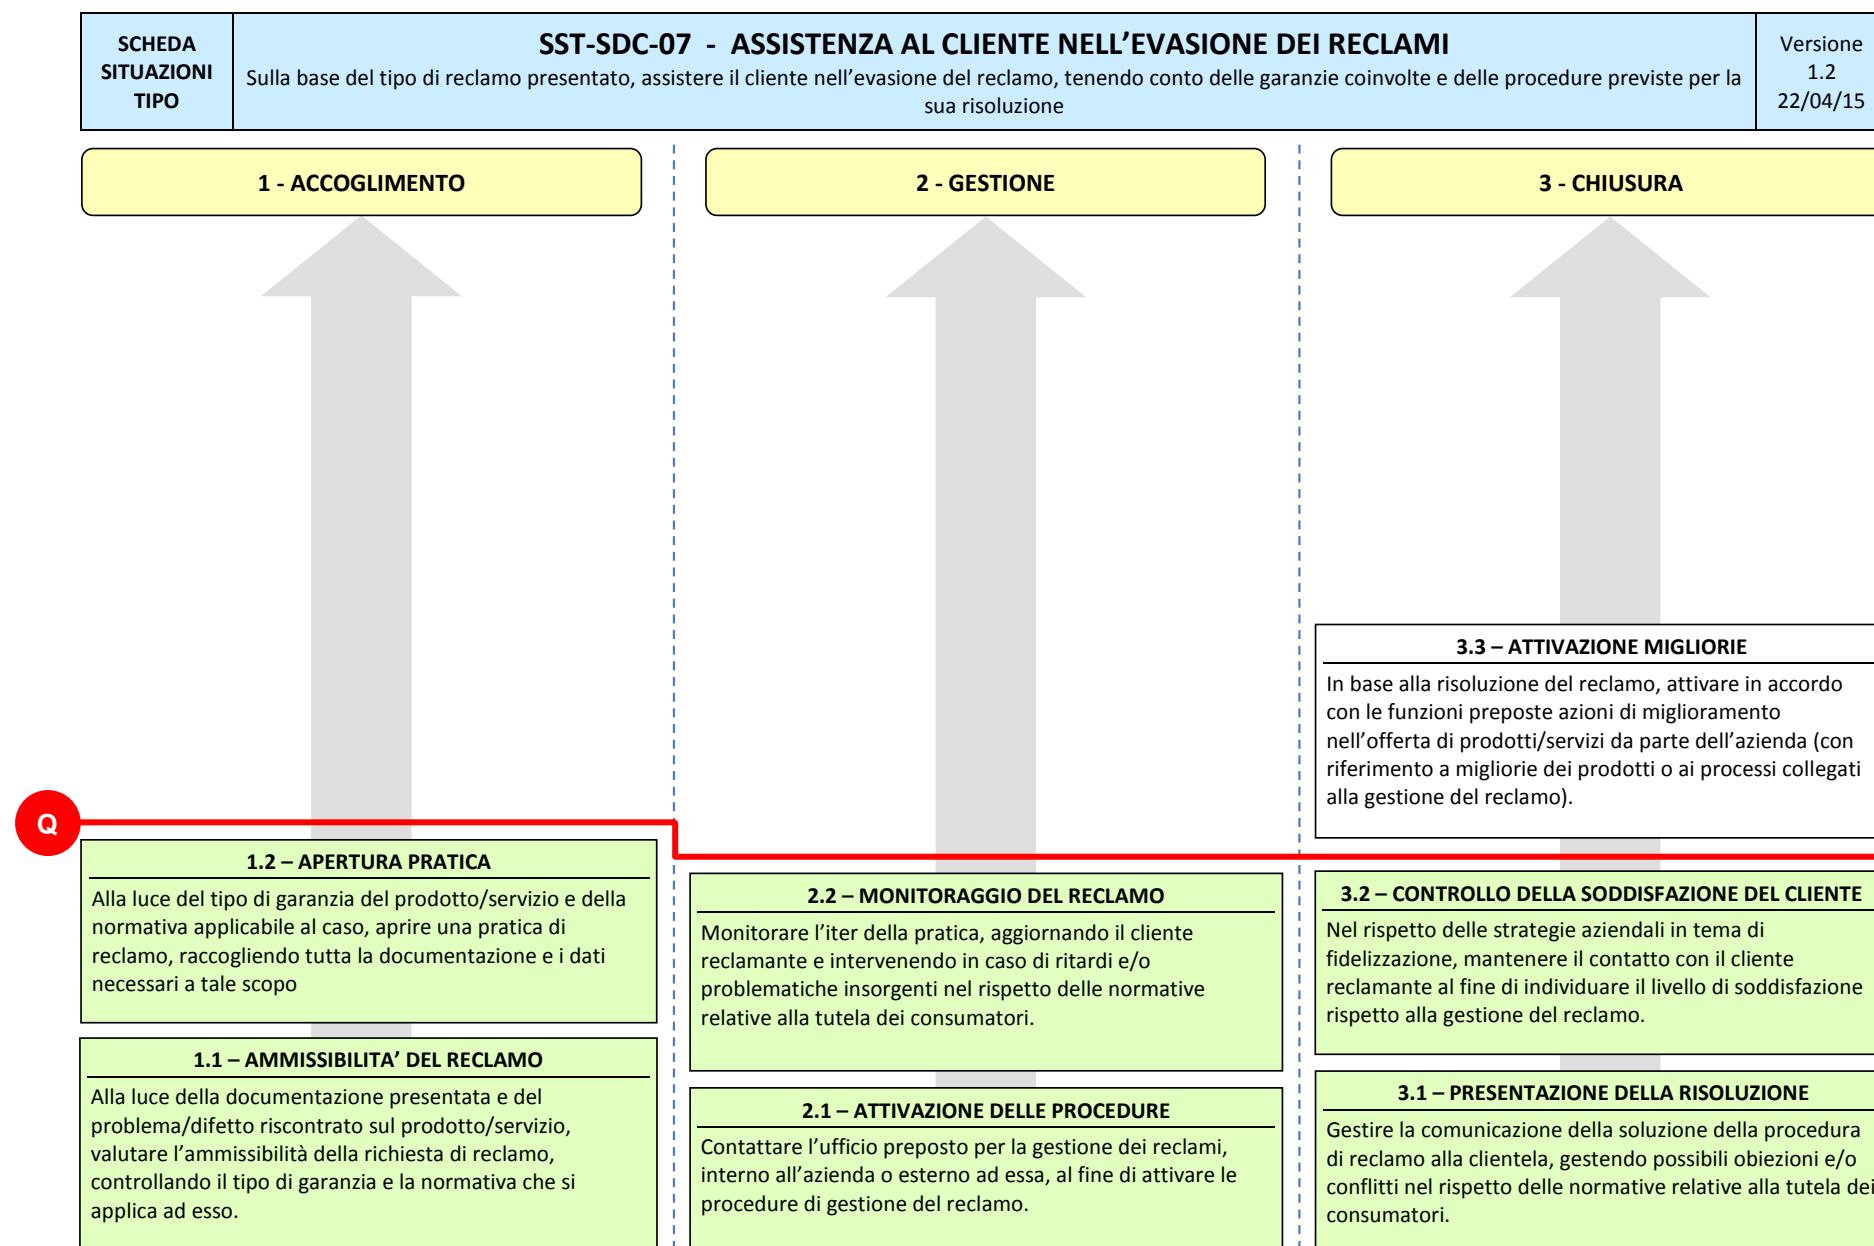 SCHEDA
SITUAZIONI
TIPO
SST-SDC-07 - ASSISTENZA AL CLIENTE NELL’EVASIONE DEI RECLAMI
Sulla base del tipo di reclamo presentato, assistere il cliente nell’evasione del reclamo, tenendo conto delle garanzie coinvolte e delle procedure previste per la
sua risoluzione
Versione
1.2
22/04/15
1 - ACCOGLIMENTO
2 - GESTIONE
3 - CHIUSURA
Q
1.2 – APERTURA PRATICA
Alla luce del tipo di garanzia del prodotto/servizio e della
normativa applicabile al caso, aprire una pratica di
reclamo, raccogliendo tutta la documentazione e i dati
necessari a tale scopo
1.1 – AMMISSIBILITA’ DEL RECLAMO
Alla luce della documentazione presentata e del
problema/difetto riscontrato sul prodotto/servizio,
valutare l’ammissibilità della richiesta di reclamo,
controllando il tipo di garanzia e la normativa che si
applica ad esso.
2.2 – MONITORAGGIO DEL RECLAMO
Monitorare l’iter della pratica, aggiornando il cliente
reclamante e intervenendo in caso di ritardi e/o
problematiche insorgenti nel rispetto delle normative
relative alla tutela dei consumatori.
2.1 – ATTIVAZIONE DELLE PROCEDURE
Contattare l’ufficio preposto per la gestione dei reclami,
interno all’azienda o esterno ad essa, al fine di attivare le
procedure di gestione del reclamo.
3.3 – ATTIVAZIONE MIGLIORIE
In base alla risoluzione del reclamo, attivare in accordo
con le funzioni preposte azioni di miglioramento
nell’offerta di prodotti/servizi da parte dell’azienda (con
riferimento a migliorie dei prodotti o ai processi collegati
alla gestione del reclamo).
3.2 – CONTROLLO DELLA SODDISFAZIONE DEL CLIENTE
Nel rispetto delle strategie aziendali in tema di
fidelizzazione, mantenere il contatto con il cliente
reclamante al fine di individuare il livello di soddisfazione
rispetto alla gestione del reclamo.
3.1 – PRESENTAZIONE DELLA RISOLUZIONE
Gestire la comunicazione della soluzione della procedura
di reclamo alla clientela, gestendo possibili obiezioni e/o
conflitti nel rispetto delle normative relative alla tutela dei
consumatori.